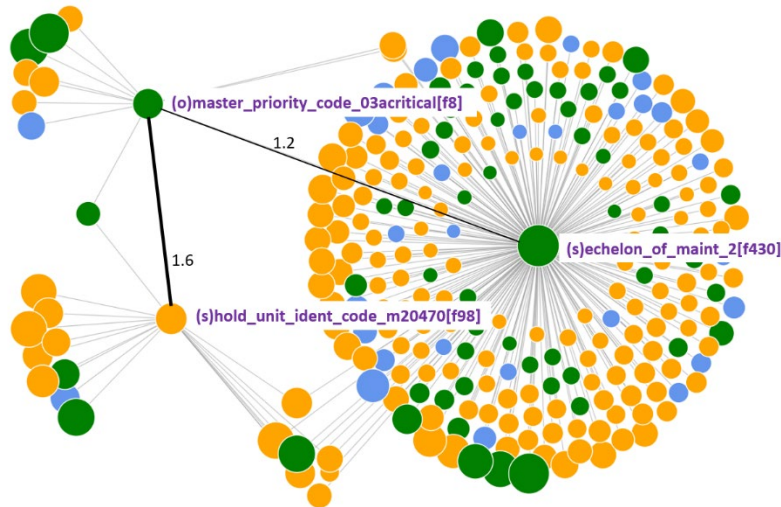 (o)master_priority_code_03acritical[f8]
1.2
(s)echelon_of_maint_2[f430]
1.6
(s)hold_unit_ident_code_m20470[f98]